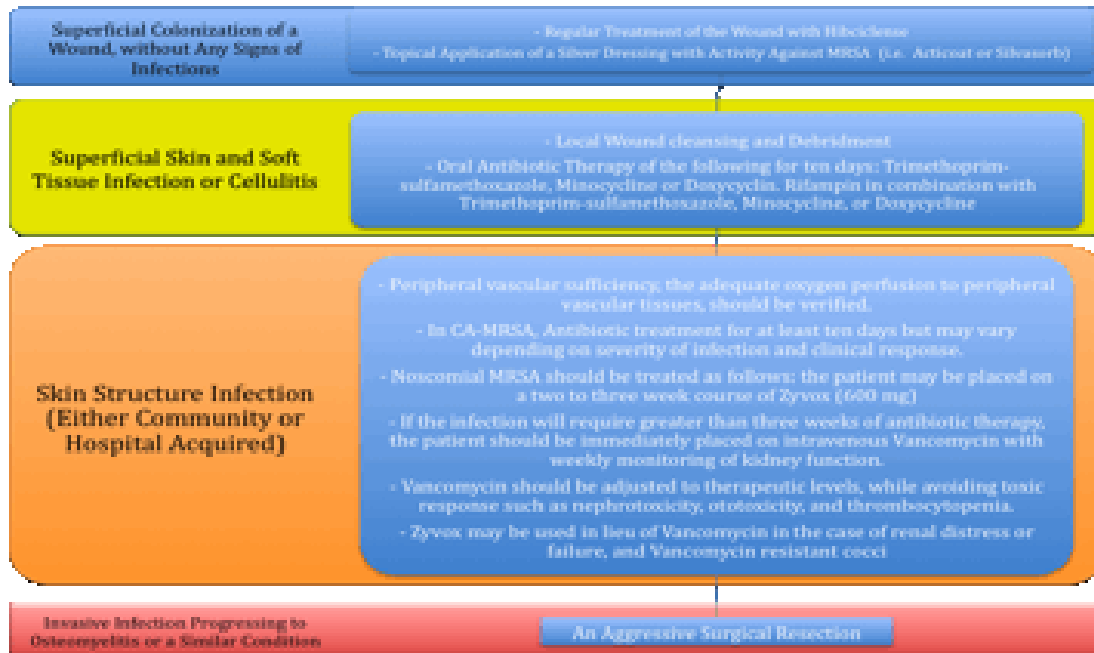 Superficial Colonization of a
Wound, without Any Signs of
Infections
- Regular Treatment of the Wound with Hibiclense
- Topical Application of a Silver Dressing with Activity Against MRSA (i.e. Articoat or Silvasorb)
Superficial Skin and Soft
Tissue Infection or Cellulitis
- Local Wound cleansing and Debridment
- Oral Antibiotic Therapy of the following for ten days: Trimethoprim-
sulfamethoxazole, Minocycline or Doxycyclin. Rifampin in combination with
Trimethoprim-sulfamethoxazole, Minocycline, or Doxycycline
Skin Structure Infection
(Either Community or
Hospital Acquired)
- Peripheral vascular sufficiency, the adequate oxygen perfusion to peripheral
vascular tissues, should be verified.
- In CA-MRSA, Antibiotic treatment for at least ten days but may vary
depending on severity of infection and clinical response.
- Noscomial MRSA should be treated as follows: the patient may be placed on
a two to three week course of Zyvox (600 mg)
- If the infection will require greater than three weeks of antibiotic therapy,
the patient should be immediately placed on intravenous Vancomycin with
weekly monitoring of kidney function.
- Vancomycin should be adjusted to therapeutic levels, while avoiding toxic
response such as nephrotoxicity, ototoxicity, and thrombocytopenia.
- Zyvox may be used in lieu of Vancomycin in the case of renal distress or
failure, and Vancomycin resistant cocci
Invasive Infection Progressing to
Osteomyelitis or a Similar Condition
An Aggressive Surgical Resection